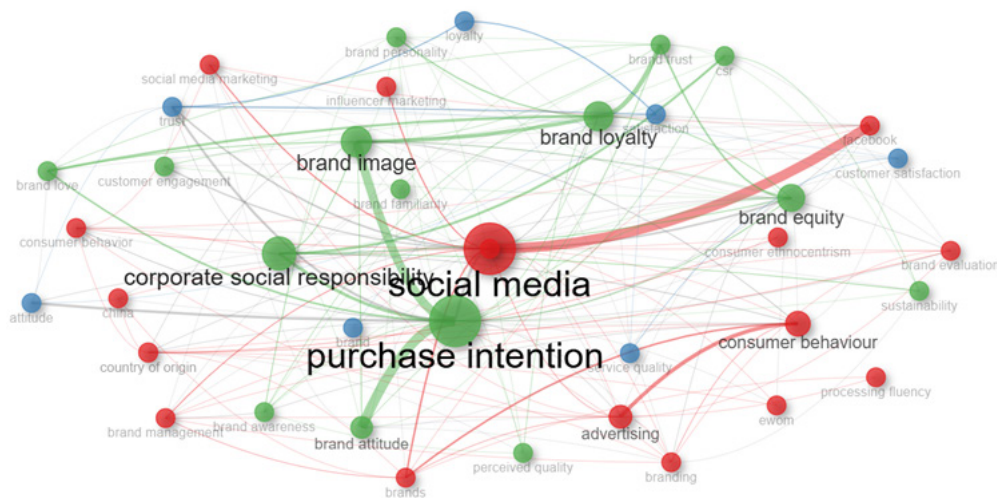 loyalty
brand personality
brand trust
csr
social media marketing
influencer marketing
trust
satisfaction
brand loyalty
facebook
brand image
customer satisfaction
brand love
customer engagement
brand familiarity
brand equity
consumer behavior
consumer ethnocentrism
brand evaluation
corporate social responsibility
social media
sustainability
attitude
china
brand
purchase intention
consumer behaviour
country of origin
service quality
processing fluency
brand management
brand awareness
brand attitude
advertising
ewom
perceived quality
branding
brands